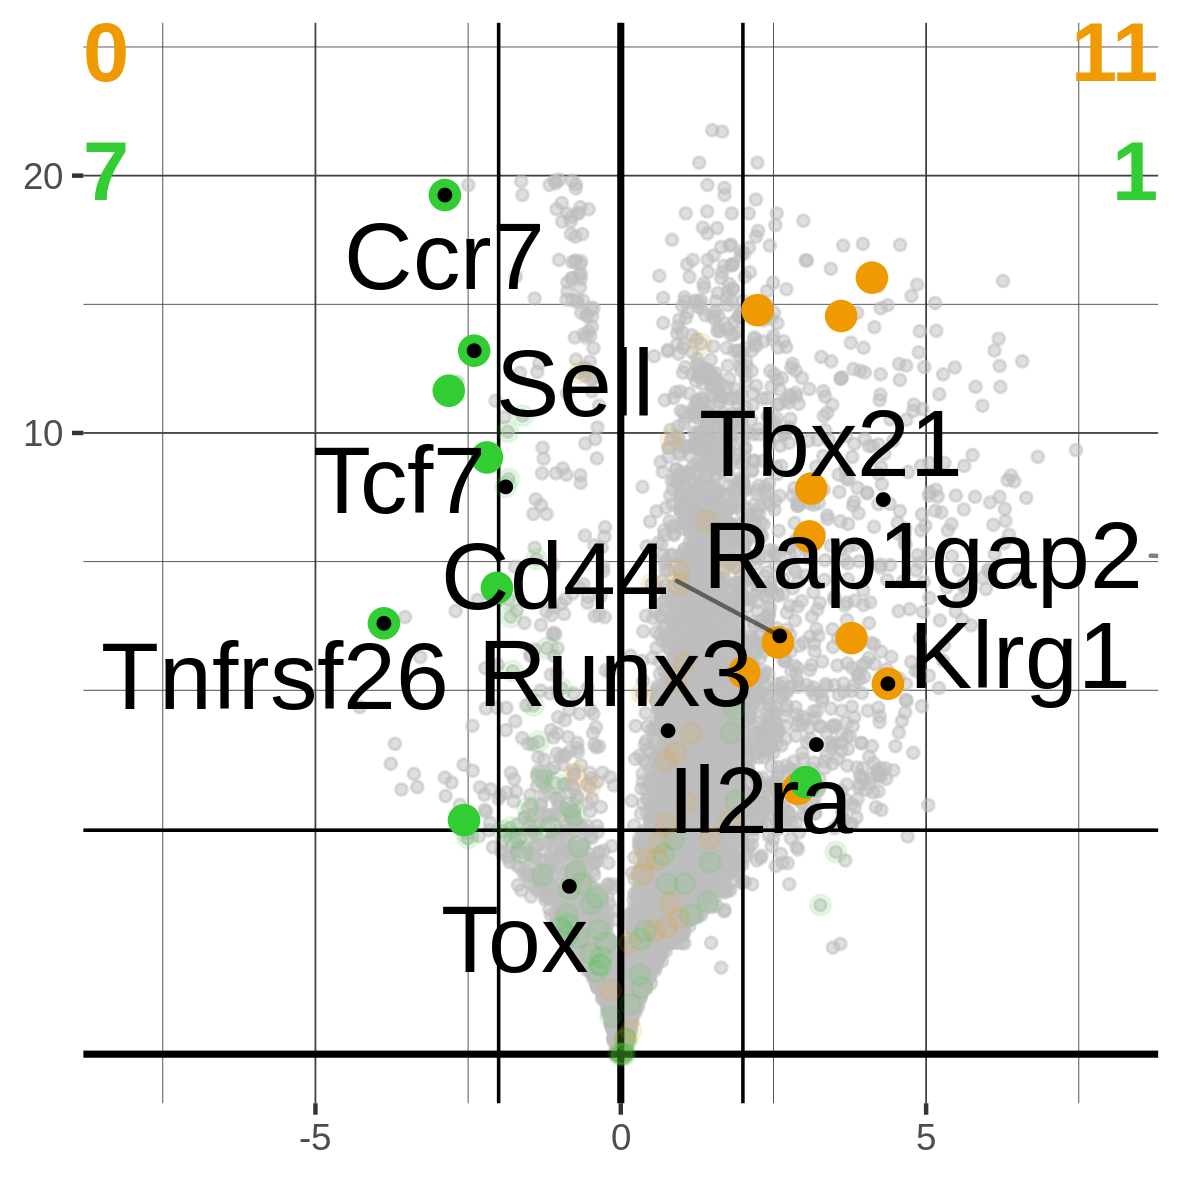 0
11
7
1
20
Ccr7
Sell
10
Tbx21
Tcf7
Rap1gap2
Cd44
Klrg1
Tnfrsf26
Runx3
Il2ra
Tox
-5
0
5